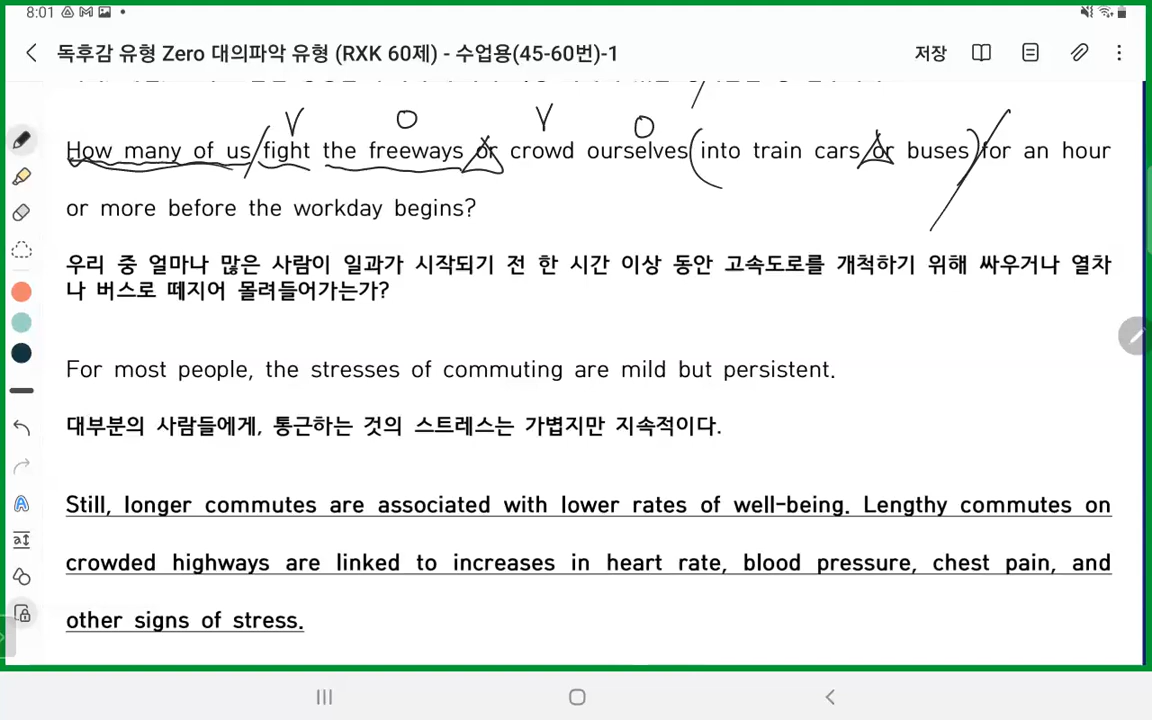 8:01
독후감 유형 Zero 대의파악 유형 (RXK 60제) - 수업용(45-60번)-1
저장
V O V O
How many of us fight the freeways or crowd ourselves into train cars or buses for an hour
or more before the workday begins?
우리 중 얼마나 많은 사람이 일과가 시작되기 전 한 시간 이상 동안 고속도로를 개척하기 위해 싸우거나 열차
나 버스로 떼지어 몰려들어가는가?
For most people, the stresses of commuting are mild but persistent.
대부분의 사람들에게, 통근하는 것의 스트레스는 가볍지만 지속적이다.
Still, longer commutes are associated with lower rates of well-being. Lengthy commutes on
crowded highways are linked to increases in heart rate, blood pressure, chest pain, and
other signs of stress.